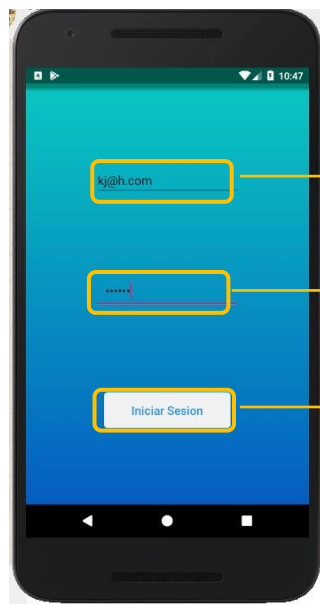 10:47
kj@h.com
••••••
Iniciar Sesion